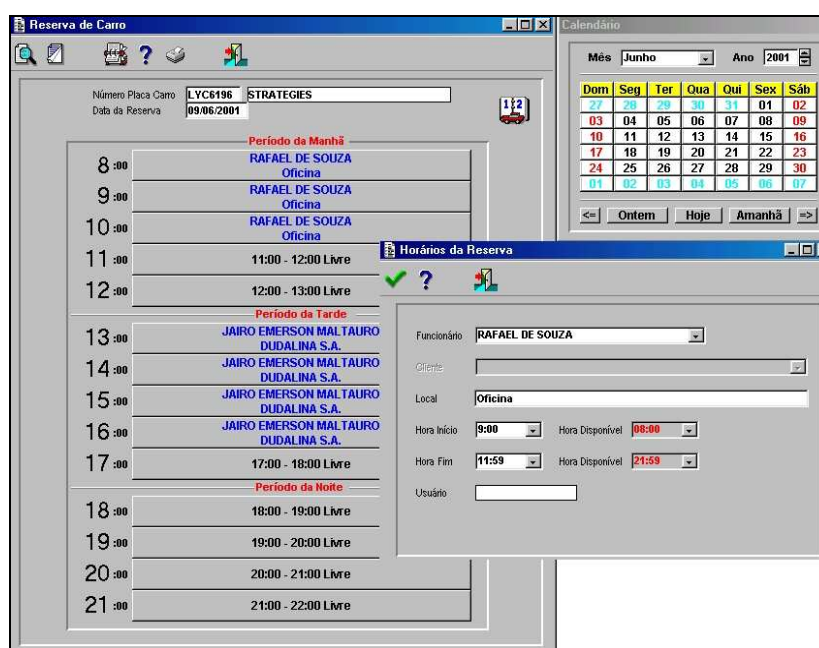 Reserva de Carro
Número Placa Carro LYC6196 STRATEGIES
Data da Reserva 09/06/2001
1 2
Período da Manhã
8 :00 RAFAEL DE SOUZA
Oficina
9 :00 RAFAEL DE SOUZA
Oficina
10 :00 RAFAEL DE SOUZA
Oficina
11 :00 11:00 - 12:00 Livre
12 :00 12:00 - 13:00 Livre
Período da Tarde
13 :00 JAIRO EMERSON MALTAURO
DUDALINA S.A.
14 :00 JAIRO EMERSON MALTAURO
DUDALINA S.A.
15 :00 JAIRO EMERSON MALTAURO
DUDALINA S.A.
16 :00 JAIRO EMERSON MALTAURO
DUDALINA S.A.
17 :00 17:00 - 18:00 Livre
Período da Noite
18 :00 18:00 - 19:00 Livre
19 :00 19:00 - 20:00 Livre
20 :00 20:00 - 21:00 Livre
21 :00 21:00 - 22:00 Livre
Calendário
Mês Junho Ano 2001
Dom Seg Ter Qua Qui Sex Sáb
27 28 29 30 31 01 02
03 04 05 06 07 08 09
10 11 12 13 14 15 16
17 18 19 20 21 22 23
24 25 26 27 28 29 30
01 02 03 04 05 06 07
<= Ontem Hoje Amanhã =>
Horários da Reserva
Funcionário RAFAEL DE SOUZA
Cliente
Local Oficina
Hora Início 9:00 Hora Disponível 08:00
Hora Fim 11:59 Hora Disponível 21:59
Usuário